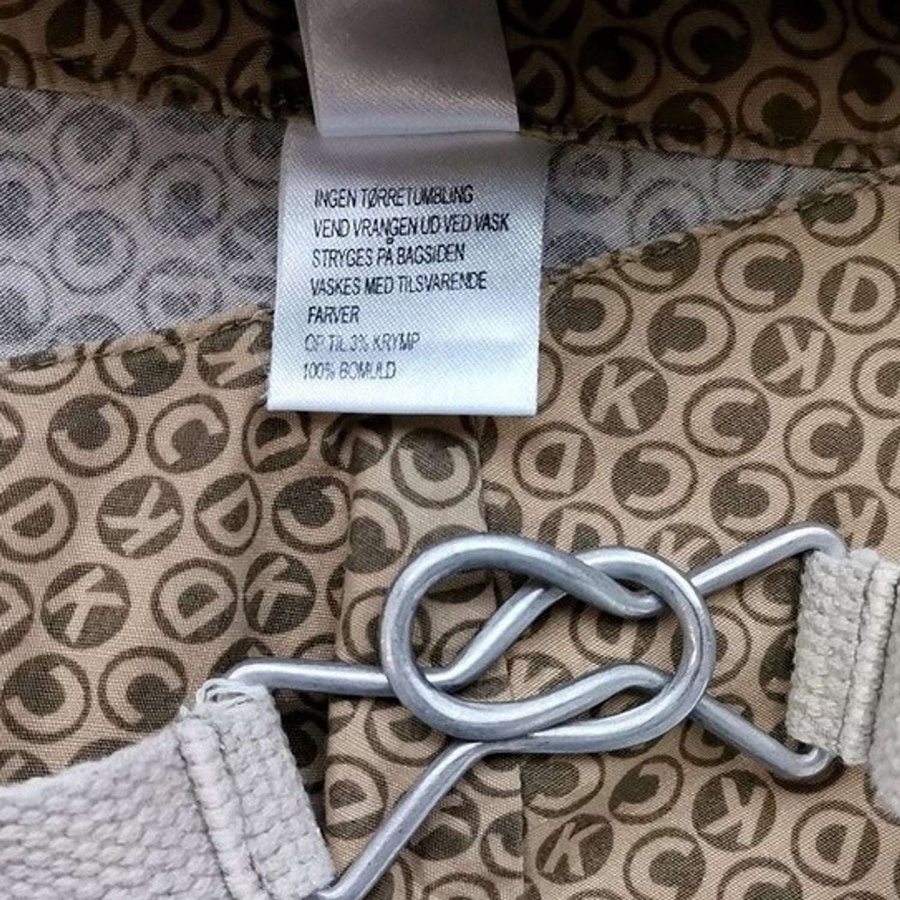 INGEN TØRRETUMBLING
VEND VRANGEN UD VED VASK
STRYGES PÅ BAGSIDEN
VASKES MED TILSVARENDE
FARVER
OP TIL 3% KRYMP
100% BOMULD